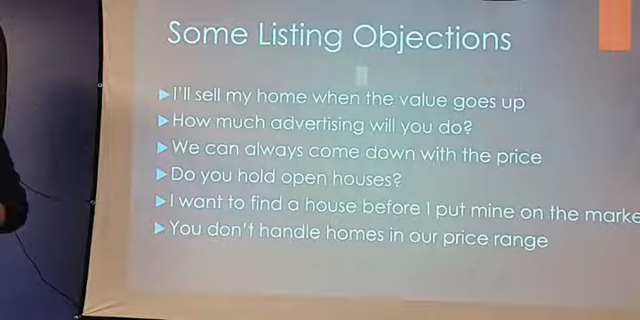 Some Listing Objections
I'll sell my home when the value goes up
How much advertising will you do?
We can always come down with the price
Do you hold open houses?
I want to find a house before I put mine on the marke
You don't handle homes in our price range